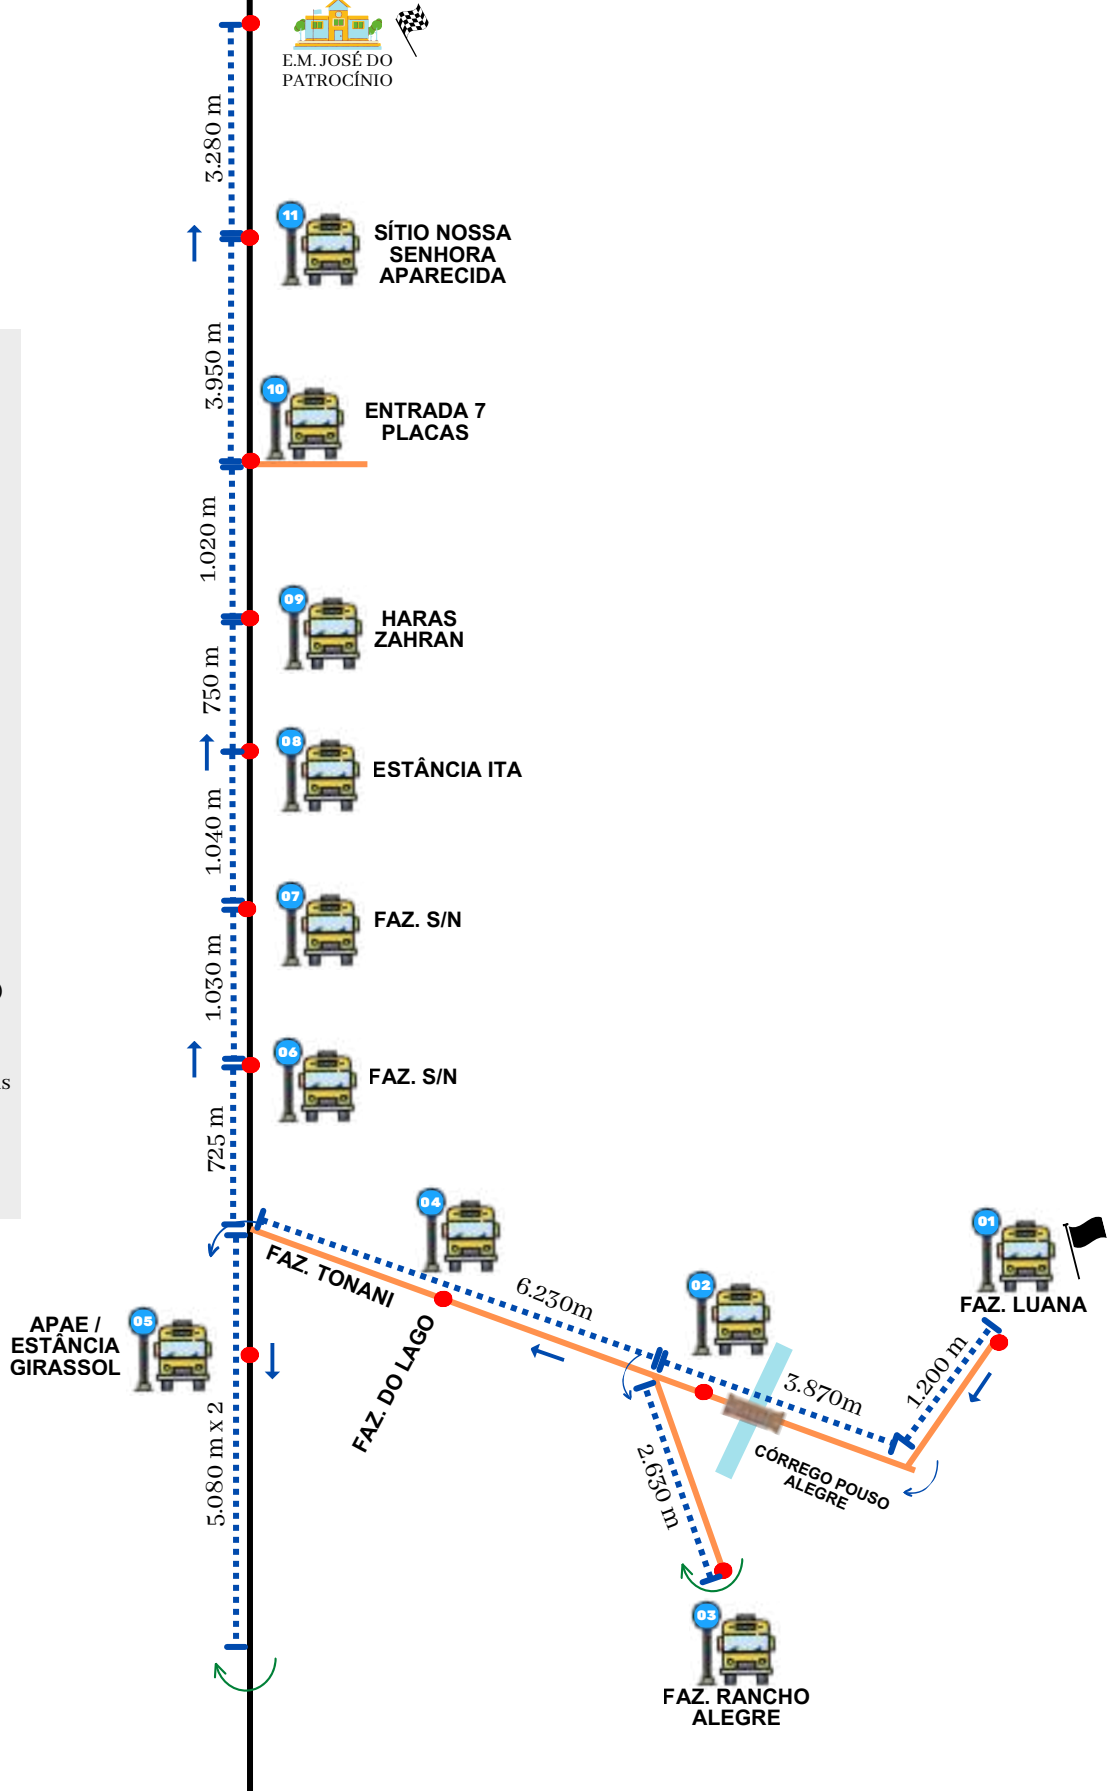 E.M. JOSÉ DO
PATROCÍNIO
3.280 m
11
SÍTIO NOSSA
SENHORA
APARECIDA
3.950 m
10
ENTRADA 7
PLACAS
1.020 m
09
HARAS
ZAHRAN
750 m
08
ESTÂNCIA ITA
1.040 m
07
FAZ. S/N
1.030 m
)
06
FAZ. S/N
s
725 m
04
01
FAZ. LUANA
FAZ. TONANI
6.230m
02
APAE /
ESTÂNCIA
GIRASSOL
05
FAZ. DO LAGO
3.870m
1.200 m
5.080 m x 2
2.630 m
CÓRREGO POUSO
ALEGRE
03
FAZ. RANCHO
ALEGRE